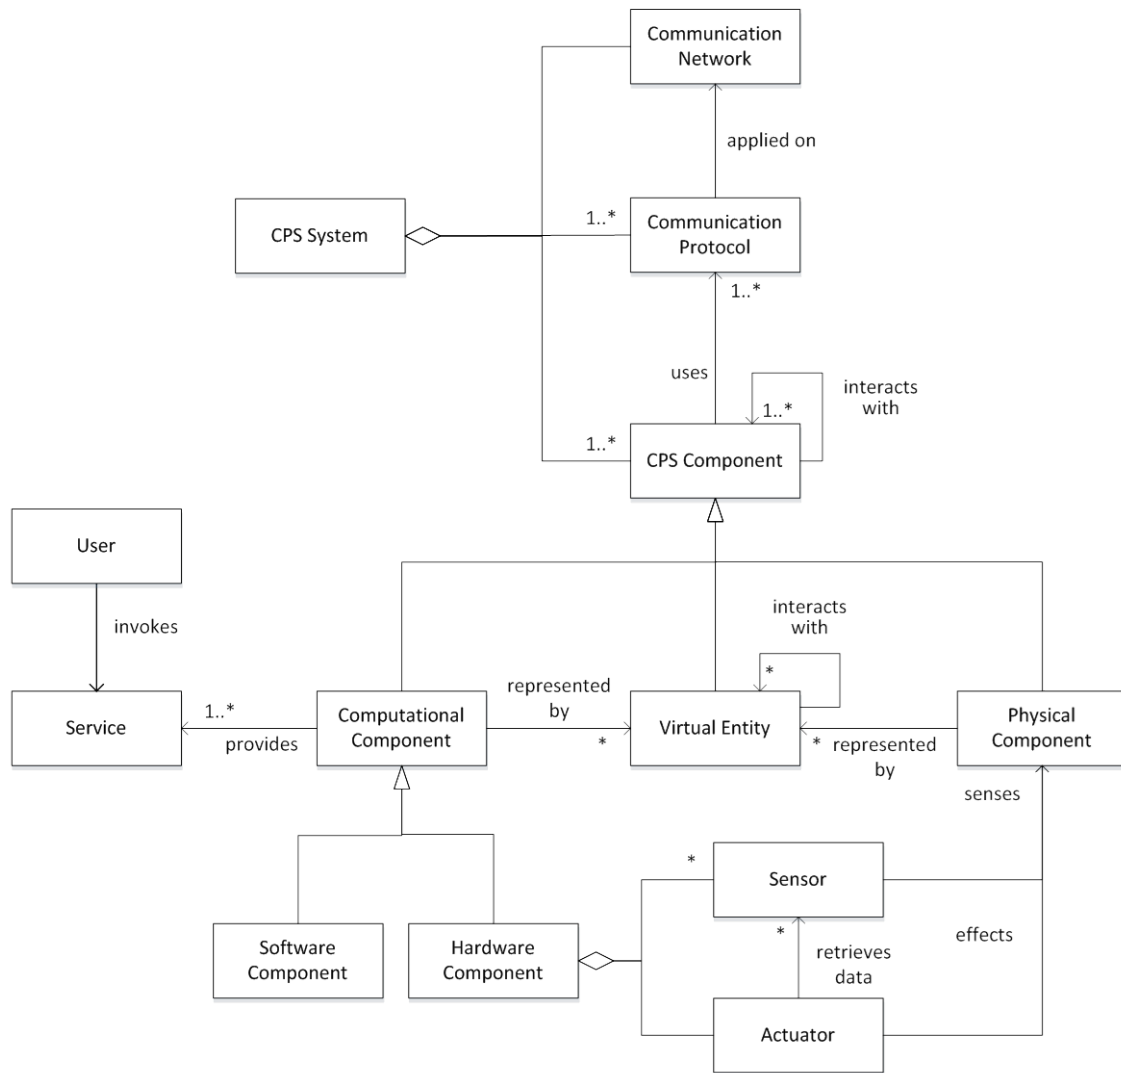 Communication
Network
applied on
CPS System
1..*
Communication
Protocol
1..*
uses
interacts
with
1..*
1..*
CPS Component
User
invokes
interacts
with
*
Service
1..*
provides
Computational
Component
represented
by
*
Virtual Entity
*
represented
by
Physical
Component
senses
*
Sensor
*
retrieves
data
effects
Software
Component
Hardware
Component
Actuator